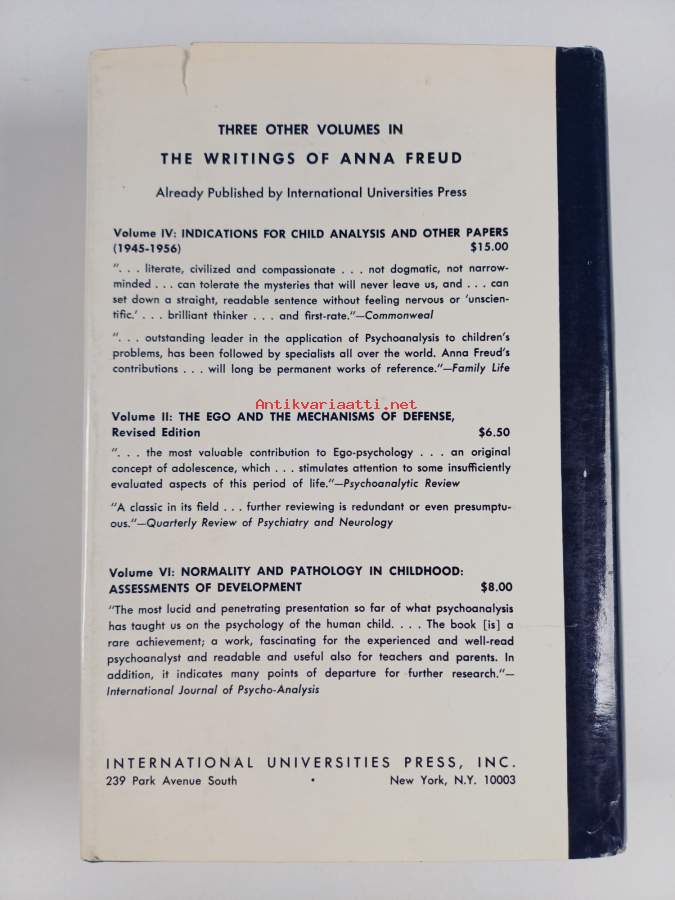 THREE OTHER VOLUMES IN
THE WRITINGS OF ANNA FREUD
Already Published by International Universities Press
Volume IV: INDICATIONS FOR CHILD ANALYSIS AND OTHER PAPERS
(1945-1956) $15.00
". . . literate, civilized and compassionate . . . not dogmatic, not narrow-
minded . . . can tolerate the mysteries that will never leave us, and . . . can
set down a straight, readable sentence without feeling nervous or 'unscien-
tific.' . . . brilliant thinker . . . and first-rate."—Commonweal
". . . outstanding leader in the application of Psychoanalysis to children's
problems, has been followed by specialists all over the world. Anna Freud's
contributions . . . will long be permanent works of reference."—Family Life
Antikvariaatti.net
Volume II: THE EGO AND THE MECHANISMS OF DEFENSE,
Revised Edition $6.50
". . . the most valuable contribution to Ego-psychology . . . an original
concept of adolescence, which . . . stimulates attention to some insufficiently
evaluated aspects of this period of life."—Psychoanalytic Review
"A classic in its field . . . further reviewing is redundant or even presumptu-
ous."—Quarterly Review of Psychiatry and Neurology
Volume VI: NORMALITY AND PATHOLOGY IN CHILDHOOD:
ASSESSMENTS OF DEVELOPMENT $8.00
"The most lucid and penetrating presentation so far of what psychoanalysis
has taught us on the psychology of the human child. . . . The book [is] a
rare achievement; a work, fascinating for the experienced and well-read
psychoanalyst and readable and useful also for teachers and parents. In
addition, it indicates many points of departure for further research."—
International Journal of Psycho-Analysis
INTERNATIONAL UNIVERSITIES PRESS, INC.
239 Park Avenue South • New York, N.Y. 10003